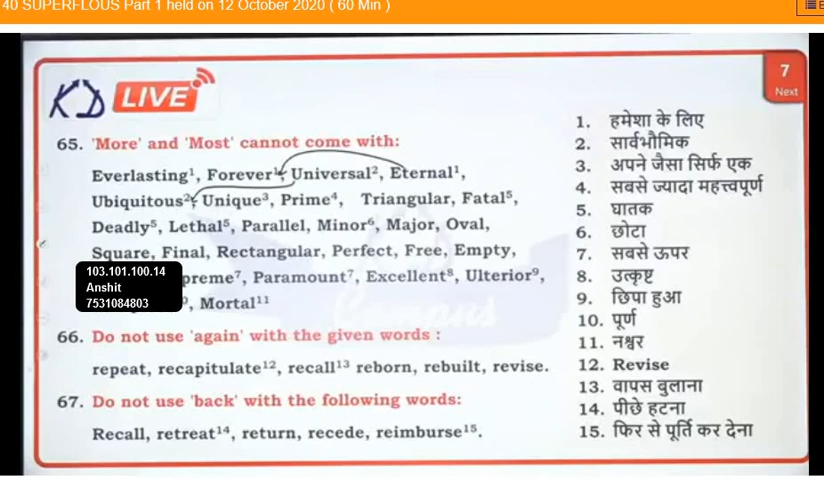 40 SUPERFLOUS Part 1 held on 12 October 2020 ( 60 Min )
7
Next
KD LIVE
65. 'More' and 'Most' cannot come with:
Everlasting¹, Forever¹, Universal², Eternal¹,
Ubiquitous², Unique³, Prime⁴, Triangular, Fatal⁵,
Deadly⁵, Lethal⁵, Parallel, Minor⁶, Major, Oval,
Square, Final, Rectangular, Perfect, Free, Empty,
preme⁷, Paramount⁷, Excellent⁸, Ulterior⁹,
, Mortal¹¹
103.101.100.14
Anshit
7531084803
66. Do not use 'again' with the given words :
repeat, recapitulate¹², recall¹³ reborn, rebuilt, revise.
67. Do not use 'back' with the following words:
Recall, retreat¹⁴, return, recede, reimburse¹⁵.
1. हमेशा के लिए
2. सार्वभौमिक
3. अपने जैसा सिर्फ एक
4. सबसे ज्यादा महत्त्वपूर्ण
5. घातक
6. छोटा
7. सबसे ऊपर
8. उत्कृष्ट
9. छिपा हुआ
10. पूर्ण
11. नश्वर
12. Revise
13. वापस बुलाना
14. पीछे हटना
15. फिर से पूर्ति कर देना
Campus